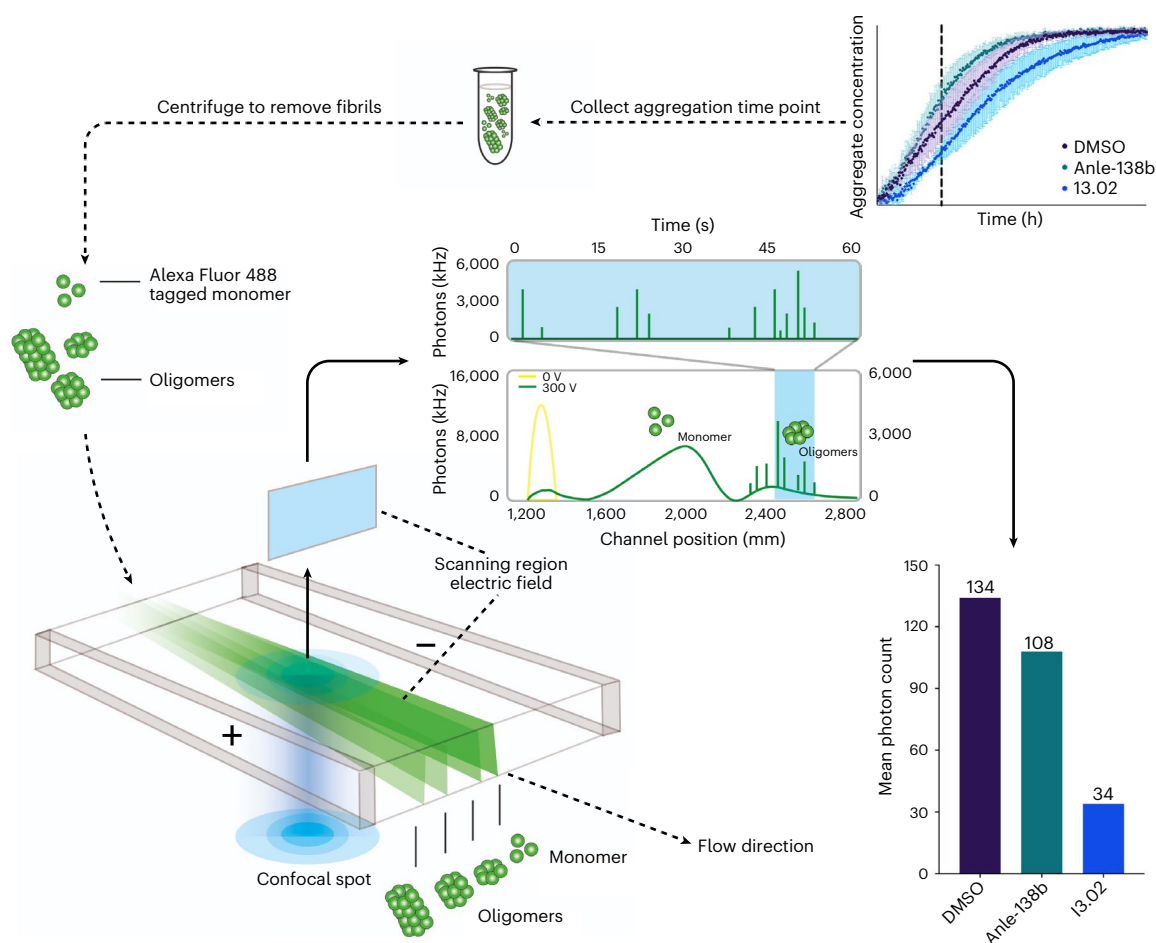 Centrifuge to remove fibrils
Collect aggregation time point
Aggregate concentration
DMSO
Anle-138b
I3.02
Time (h)
Alexa Fluor 488
tagged monomer
Oligomers
Time (s)
0 15 30 45 60
Photons (kHz)
6,000
3,000
0
Photons (kHz)
16,000
8,000
0
0 V
300 V
Monomer
Oligomers
6,000
3,000
0
1,200 1,600 2,000 2,400 2,800
Channel position (mm)
Scanning region
electric field
−
+
Confocal spot
Monomer
Oligomers
Flow direction
Mean photon count
150
120
90
60
30
0
134
108
34
DMSO
Anle-138b
I3.02